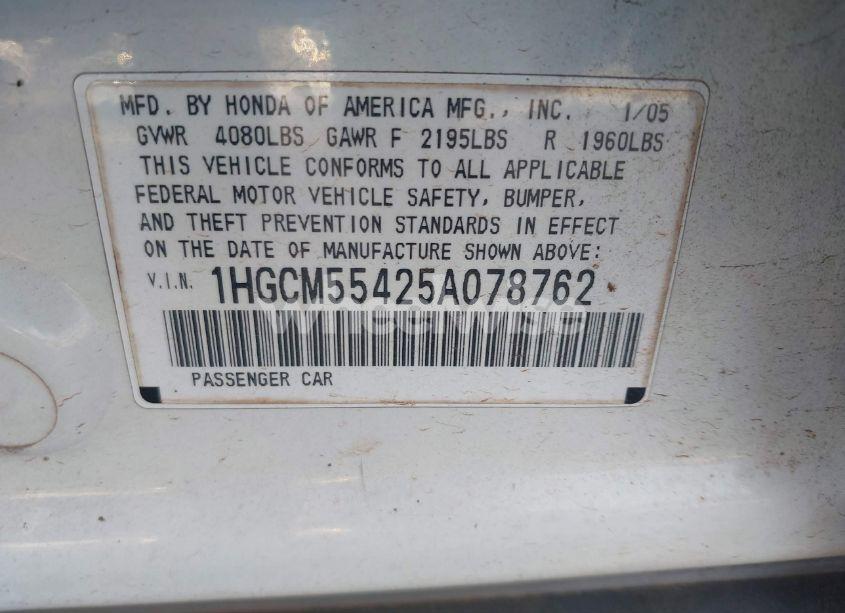 MFD. BY HONDA OF AMERICA MFG., INC. 1/05
GVWR 4080LBS GAWR F 2195LBS R 1960LBS
THIS VEHICLE CONFORMS TO ALL APPLICABLE
FEDERAL MOTOR VEHICLE SAFETY, BUMPER,
AND THEFT PREVENTION STANDARDS IN EFFECT
ON THE DATE OF MANUFACTURE SHOWN ABOVE:
V.I.N. 1HGCM55425A078762
wheelwise
PASSENGER CAR